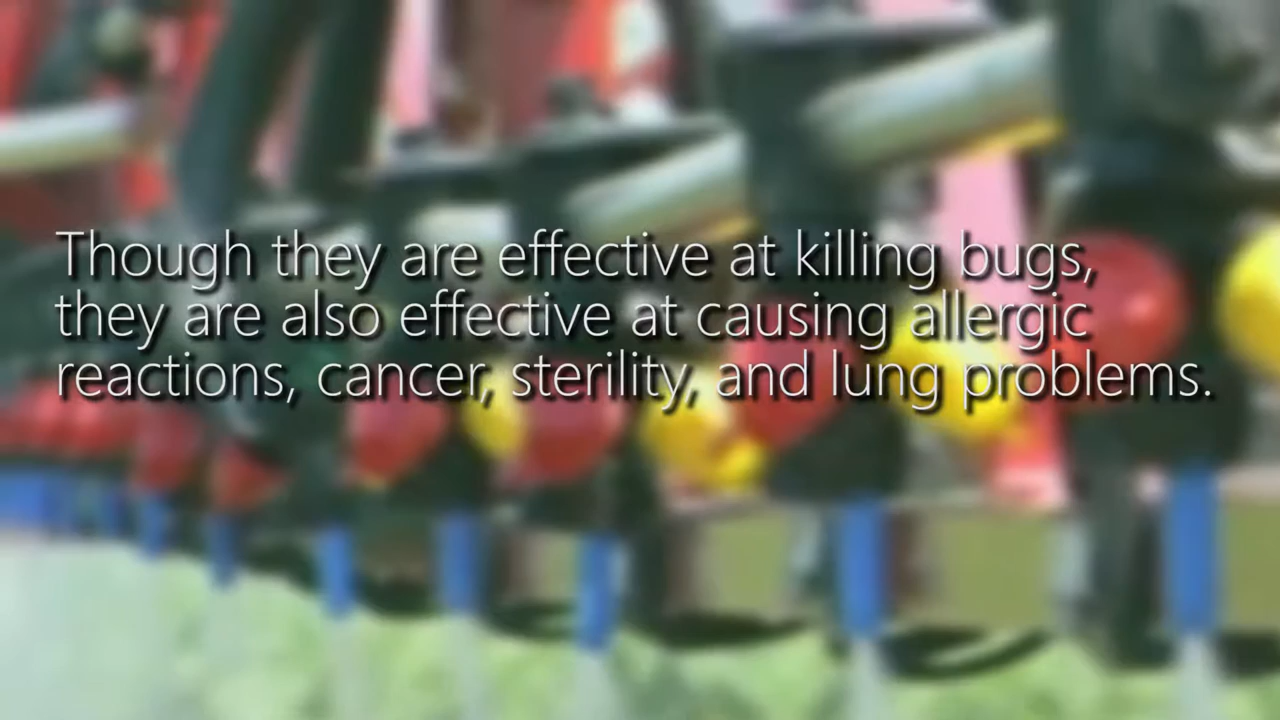 Though they are effective at killing bugs,
they are also effective at causing allergic
reactions, cancer, sterility, and lung problems.